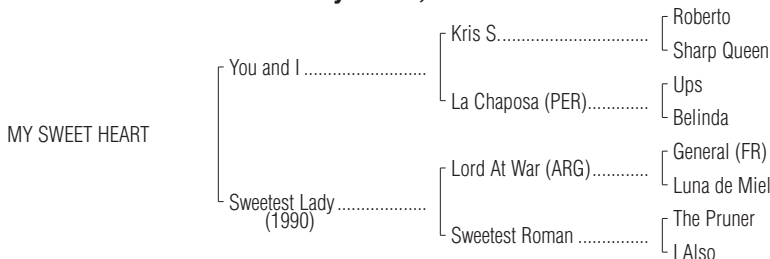 Roberto
Kris S.
Sharp Queen
You and I
Ups
La Chaposa (PER)
Belinda
MY SWEET HEART
General (FR)
Lord At War (ARG)
Luna de Miel
Sweetest Lady
(1990)
The Pruner
Sweetest Roman
I Also